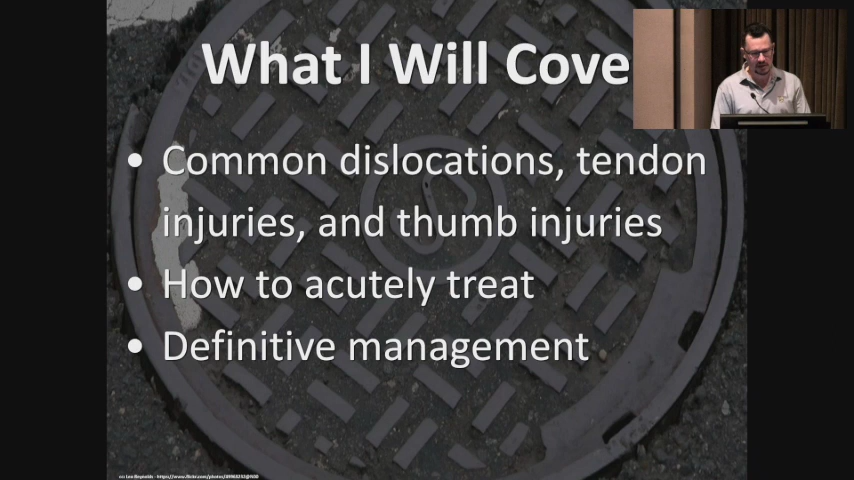 What I Will Cove
• Common dislocations, tendon
injuries, and thumb injuries
• How to acutely treat
• Definitive management